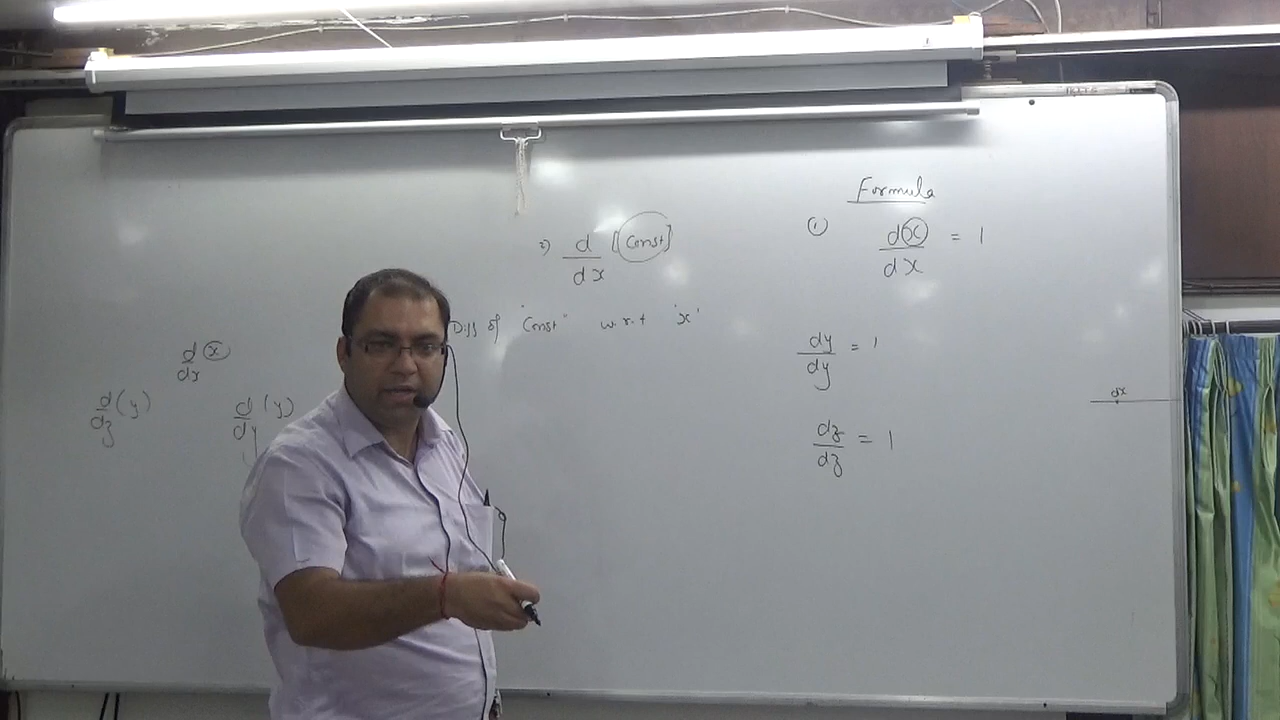 Formula
① d(x)/dx = 1
2) d/dx [Const]
Diff of "Const" w.r.t 'x'
dy/dy = 1
dz/dz = 1
d/dx (x)
d/dz (y)
d/dy (y)
dx